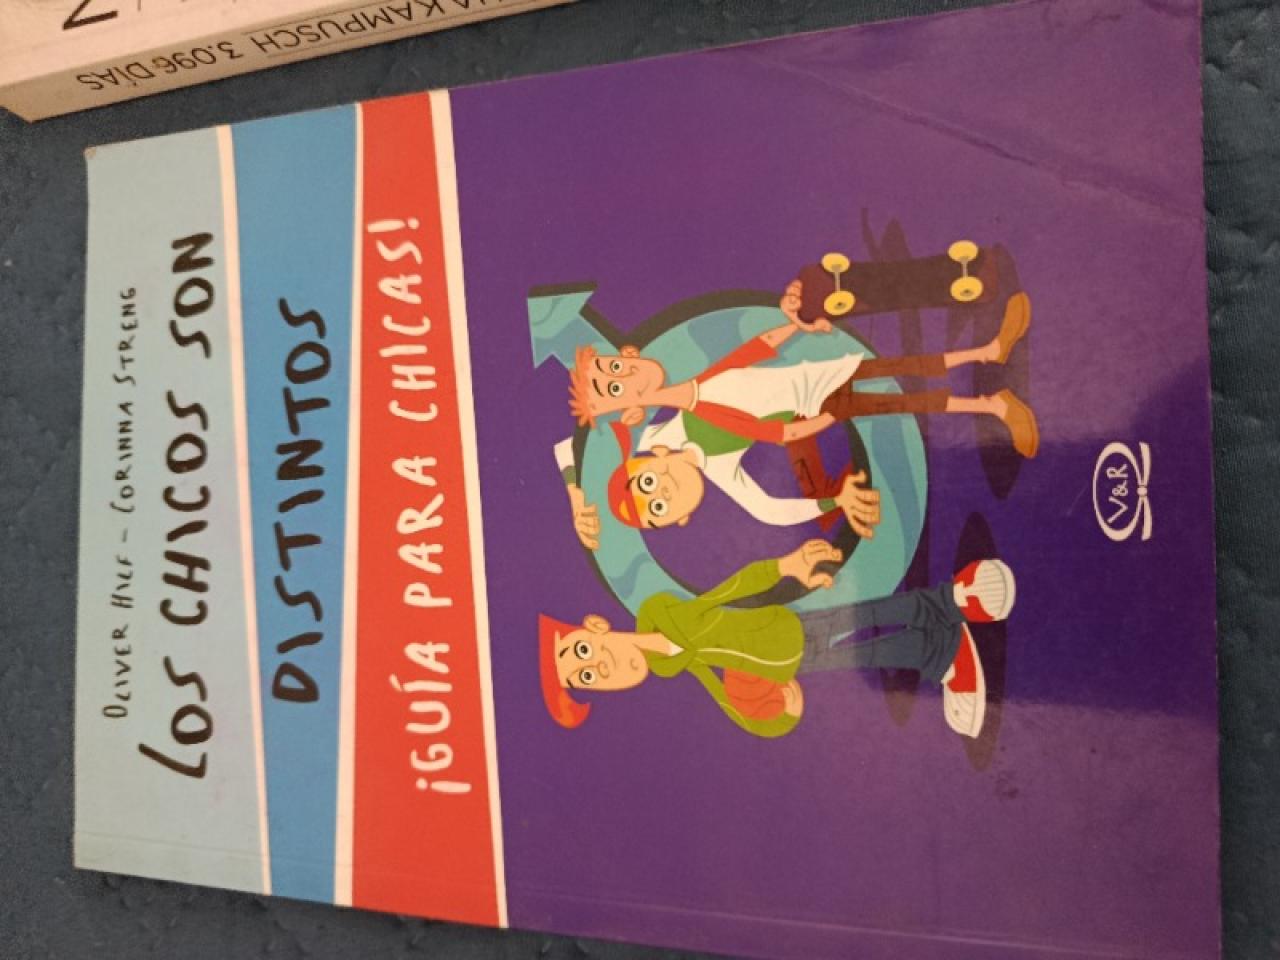 OLIVER HILF - CORINNA STRENG
LOS CHICOS SON
DISTINTOS
¡GUÍA PARA CHICAS!
V&R
KAMPUSCH 3.096 DÍAS